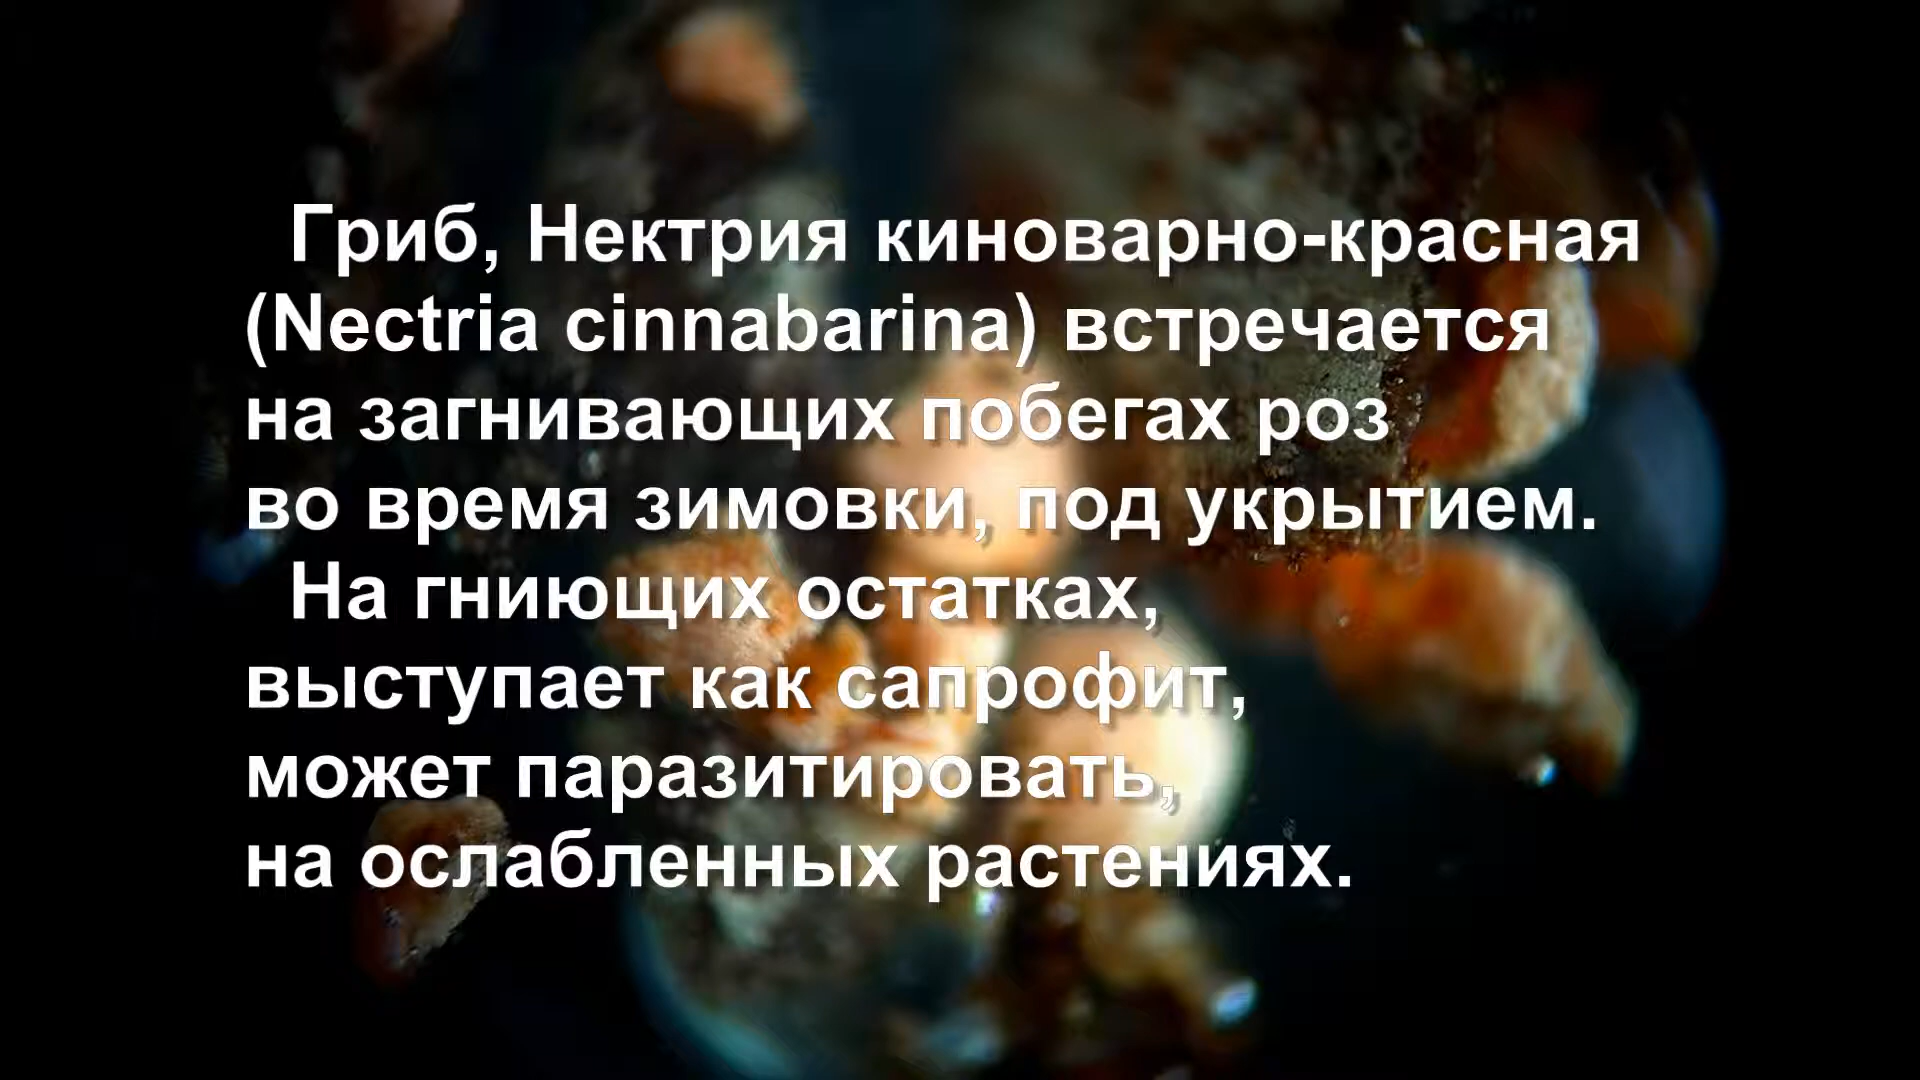 Гриб, Нектрия киноварно-красная
(Nectria cinnabarina) встречается
на загнивающих побегах роз
во время зимовки, под укрытием.
На гниющих остатках,
выступает как сапрофит,
может паразитировать,
на ослабленных растениях.